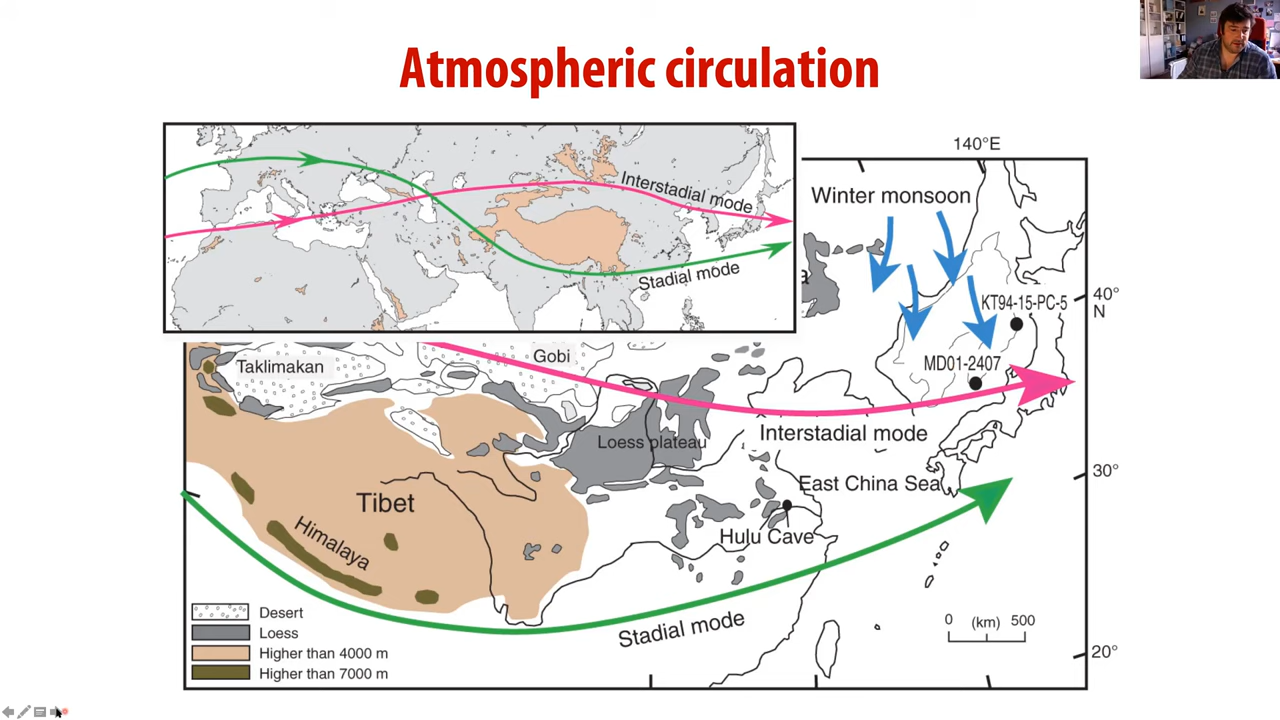 Atmospheric circulation
Interstadial mode
Stadial mode
140°E
Winter monsoon
a
40°
N
KT94-15-PC-5
MD01-2407
Gobi
Taklimakan
Interstadial mode
Loess plateau
30°
East China Sea
Tibet
Hulu Cave
Himalaya
Stadial mode
Desert
Loess
Higher than 4000 m
Higher than 7000 m
0 (km) 500
20°